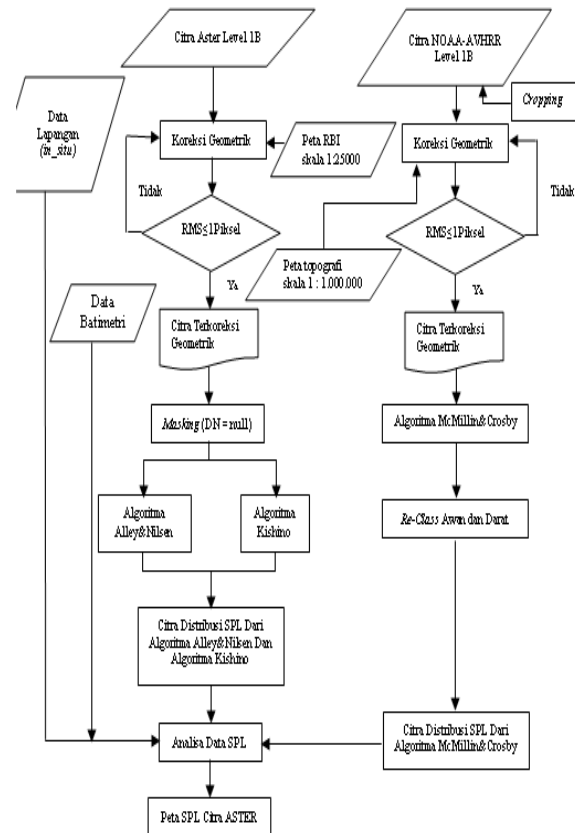 Citra Aster Level 1B
Citra NOAA-AVHRR
Level 1B
Cropping
Data
Lapangan
(in_situ)
Koreksi Geometrik
Peta RBI
skala 1:25000
Koreksi Geometrik
Tidak
Tidak
RMS≤1Piksel
RMS≤1Piksel
Peta topografi
skala 1 : 1.000.000
Ya
Ya
Data
Batimetri
Citra Terkoreksi
Geometrik
Citra Terkoreksi
Geometrik
Masking (DN = null)
Algoritma McMillin&Crosby
Algoritma
Alley&Nilsen
Algoritma
Kishino
Re-Class Awan dan Darat
Citra Distribusi SPL Dari
Algoritma Alley&Nilsen Dan
Algoritma Kishino
Analisa Data SPL
Citra Distribusi SPL Dari
Algoritma McMillin&Crosby
Peta SPL Citra ASTER